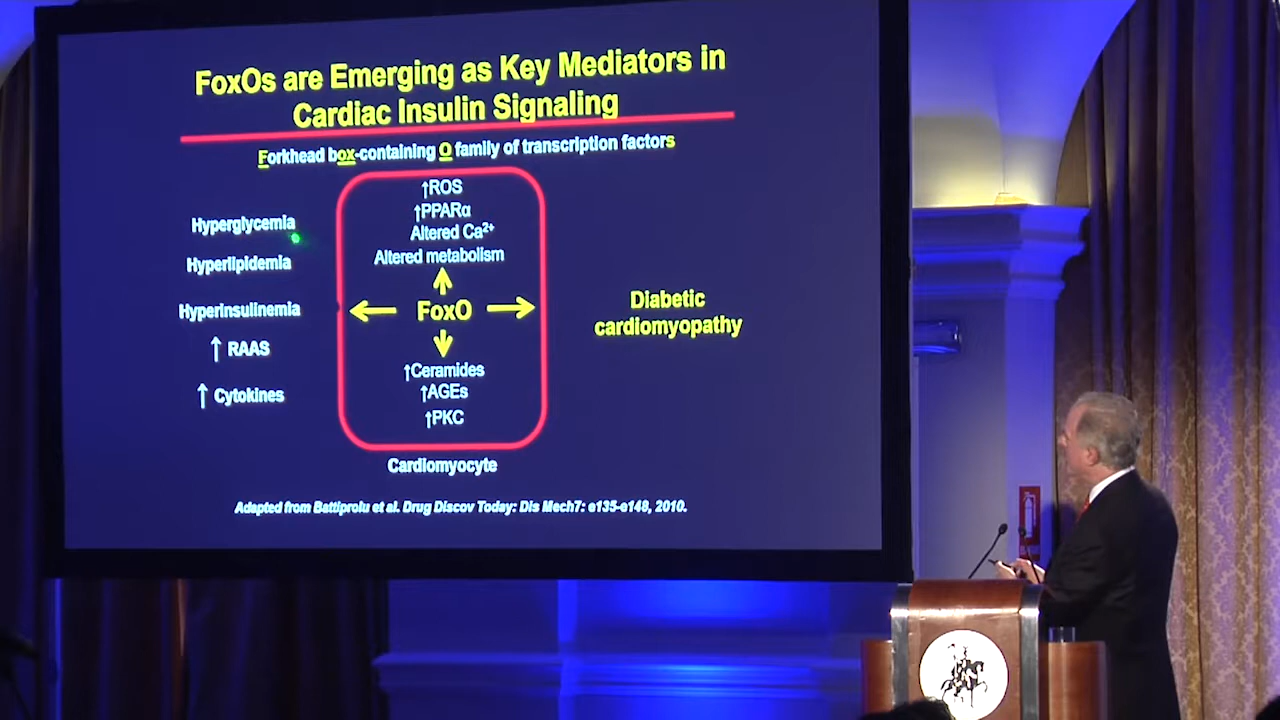 FoxOs are Emerging as Key Mediators in
Cardiac Insulin Signaling
Forkhead box-containing O family of transcription factors
Hyperglycemia
Hyperlipidemia
Hyperinsulinemia
↑ RAAS
↑ Cytokines
↑ROS
↑PPARα
Altered Ca²⁺
Altered metabolism
FoxO
↑Ceramides
↑AGEs
↑PKC
Cardiomyocyte
Diabetic
cardiomyopathy
Adapted from Battiprolu et al. Drug Discov Today: Dis Mech7: e135-e148, 2010.